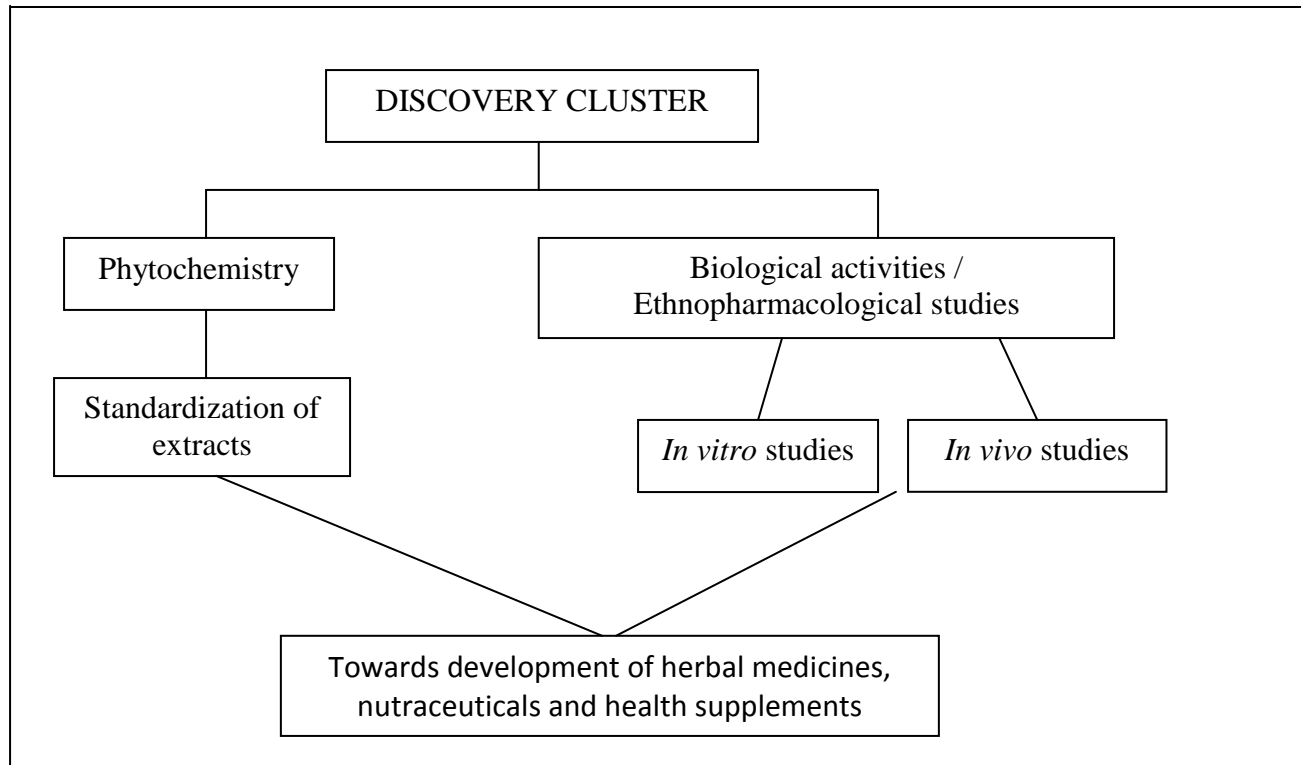 DISCOVERY CLUSTER
Phytochemistry
Biological activities /
Ethnopharmacological studies
Standardization of
extracts
In vitro studies
In vivo studies
Towards development of herbal medicines,
nutraceuticals and health supplements